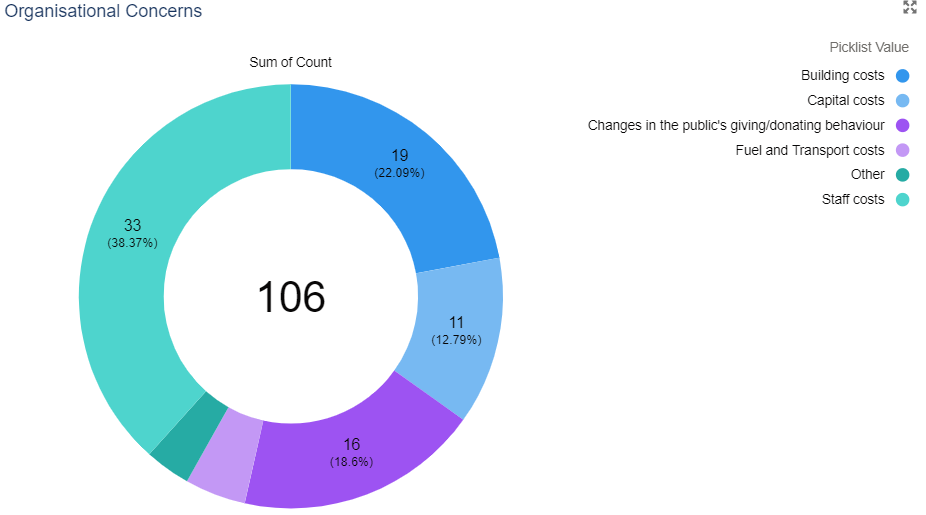 Organisational Concerns
Sum of Count
Picklist Value
Building costs
Capital costs
Changes in the public's giving/donating behaviour
Fuel and Transport costs
Other
Staff costs
19
(22.09%)
33
(38.37%)
106
11
(12.79%)
16
(18.6%)